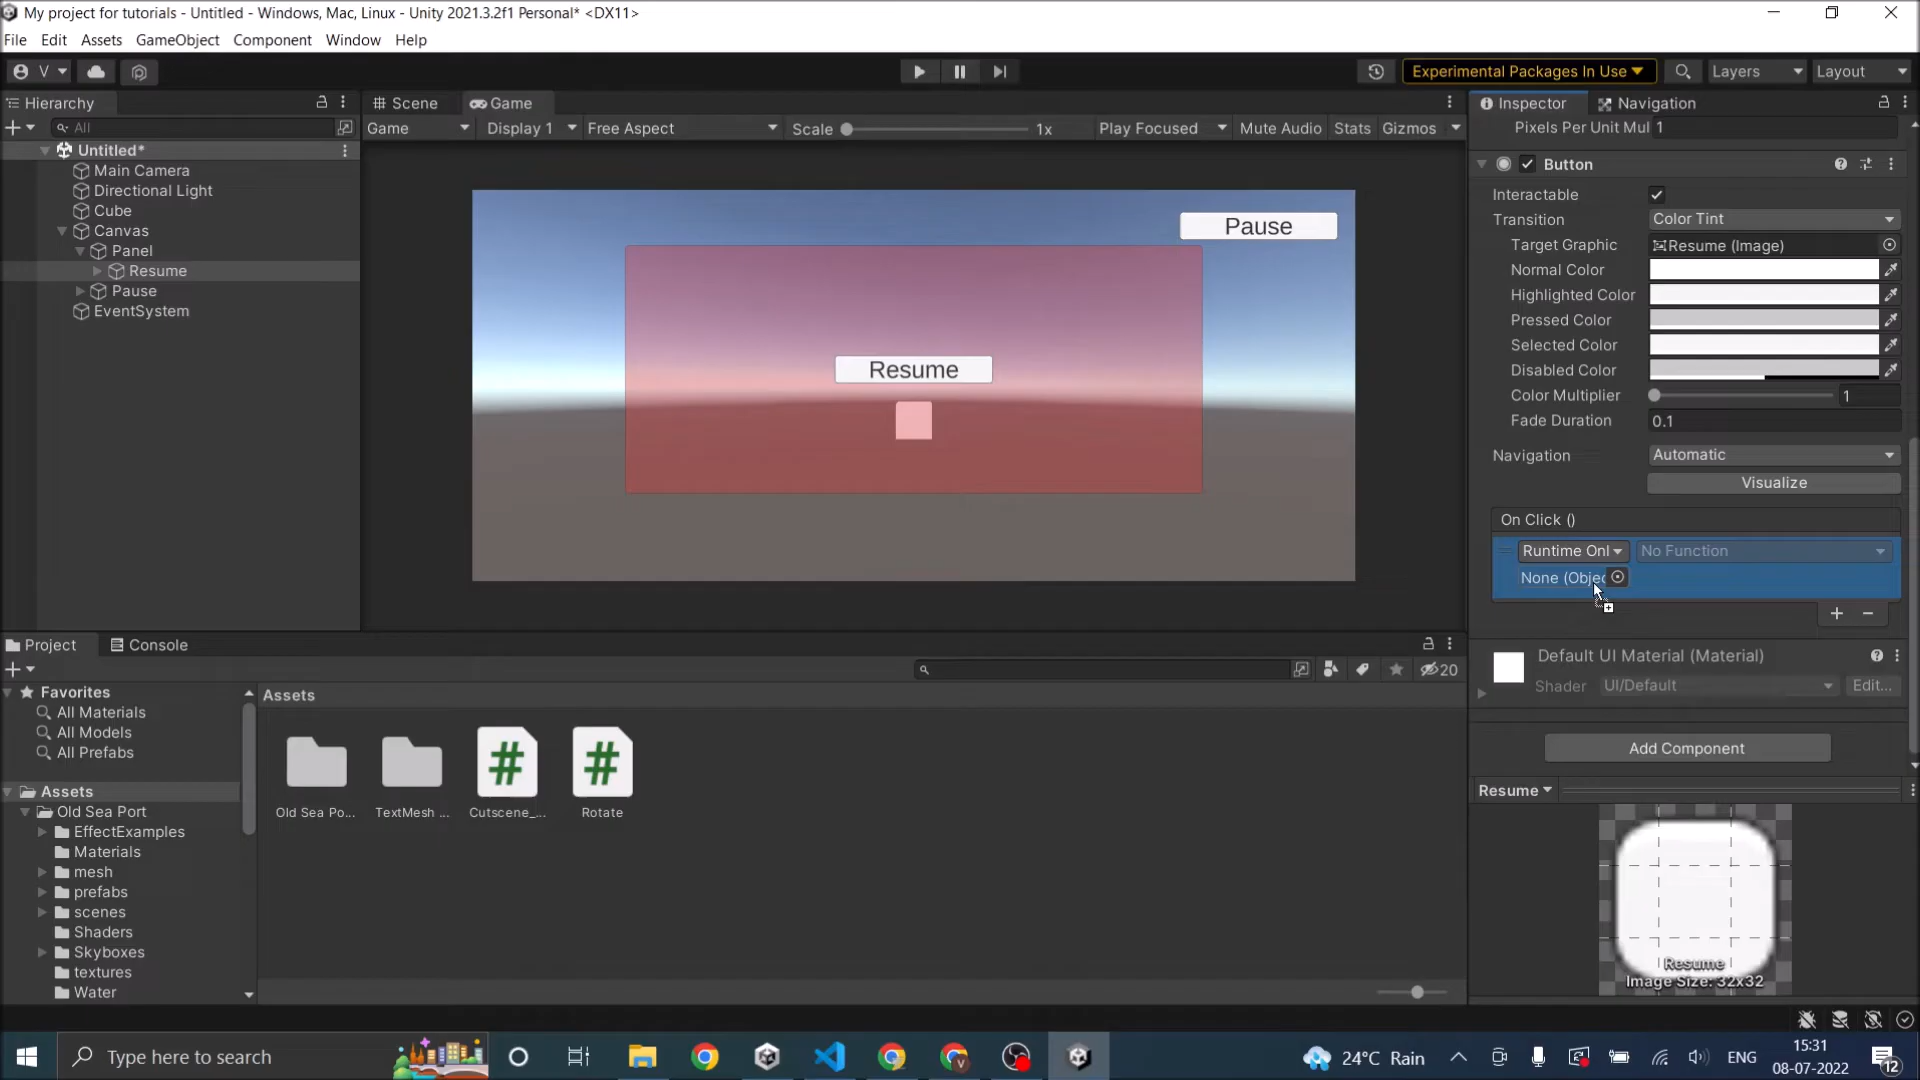 My project for tutorials - Untitled - Windows, Mac, Linux - Unity 2021.3.2f1 Personal* <DX11>
File Edit Assets GameObject Component Window Help
V
Experimental Packages In Use
Layers
Layout
Hierarchy
All
Untitled*
Main Camera
Directional Light
Cube
Canvas
Panel
Resume
Pause
EventSystem
Scene
Game
Game
Display 1
Free Aspect
Scale
1x
Play Focused
Mute Audio
Stats
Gizmos
Pause
Resume
Inspector
Navigation
Pixels Per Unit Mul 1
Button
Interactable
Transition
Color Tint
Target Graphic
Resume (Image)
Normal Color
Highlighted Color
Pressed Color
Selected Color
Disabled Color
Color Multiplier
1
Fade Duration
0.1
Navigation
Automatic
Visualize
On Click ()
Runtime Onl
No Function
None (Objec
+ -
Default UI Material (Material)
Shader
UI/Default
Edit...
Add Component
Resume
Resume
Image Size: 32x32
Project
Console
20
Favorites
All Materials
All Models
All Prefabs
Assets
Old Sea Port
EffectExamples
Materials
mesh
prefabs
scenes
Shaders
Skyboxes
textures
Water
Assets
Old Sea Po...
TextMesh ...
Cutscene_...
Rotate
Type here to search
24°C Rain
ENG
15:31
08-07-2022
12